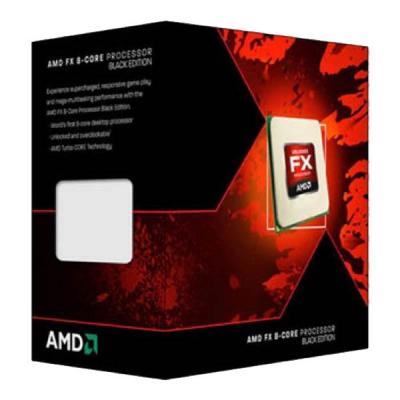 AMD FX 8-CORE PROCESSOR
BLACK EDITION
Experience supercharged, responsive game play
and mega-multitasking performance with the
AMD FX 8-Core Processor Black Edition.
-World's first 8-core desktop processor
-Unlocked and overclockable
-AMD Turbo CORE Technology
FX
AMD
AMD
AMD FX 8-CORE PROCESSOR
BLACK EDITION